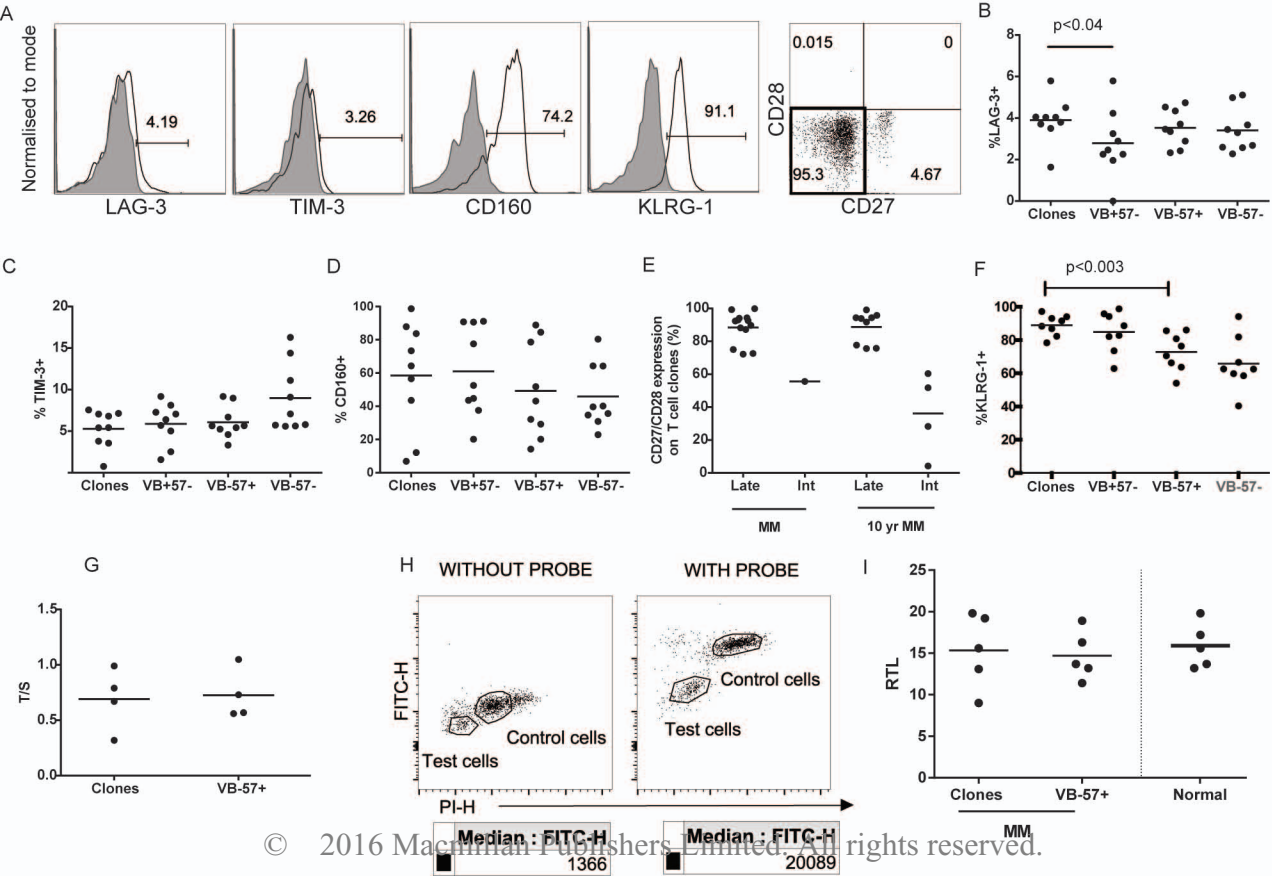 A
Normalised to mode
4.19
LAG-3
3.26
TIM-3
74.2
CD160
91.1
KLRG-1
CD28
0.015
0
95.3
4.67
CD27
B
p<0.04
%LAG-3+
8
6
4
2
0
Clones VB+57- VB-57+ VB-57-
C
% TIM-3+
20
15
10
5
Clones VB+57- VB-57+ VB-57-
D
% CD160+
100
80
60
40
20
0
Clones VB+57- VB-57+ VB-57-
E
CD27/CD28 expression
on T cell clones (%)
100
80
60
40
20
0
Late Int Late Int
MM 10 yr MM
F
p<0.003
%KLRG-1+
100
80
60
40
20
0
Clones VB+57- VB-57+ VB-57-
G
T/S
1.5
1.0
0.5
0.0
Clones VB-57+
H
WITHOUT PROBE
WITH PROBE
FITC-H
Control cells
Test cells
Control cells
Test cells
PI-H
Median : FITC-H
1366
Median : FITC-H
20089
I
RTL
25
20
15
10
5
0
Clones VB-57+ Normal
MM
© 2016 Macmillan Publishers Limited. All rights reserved.